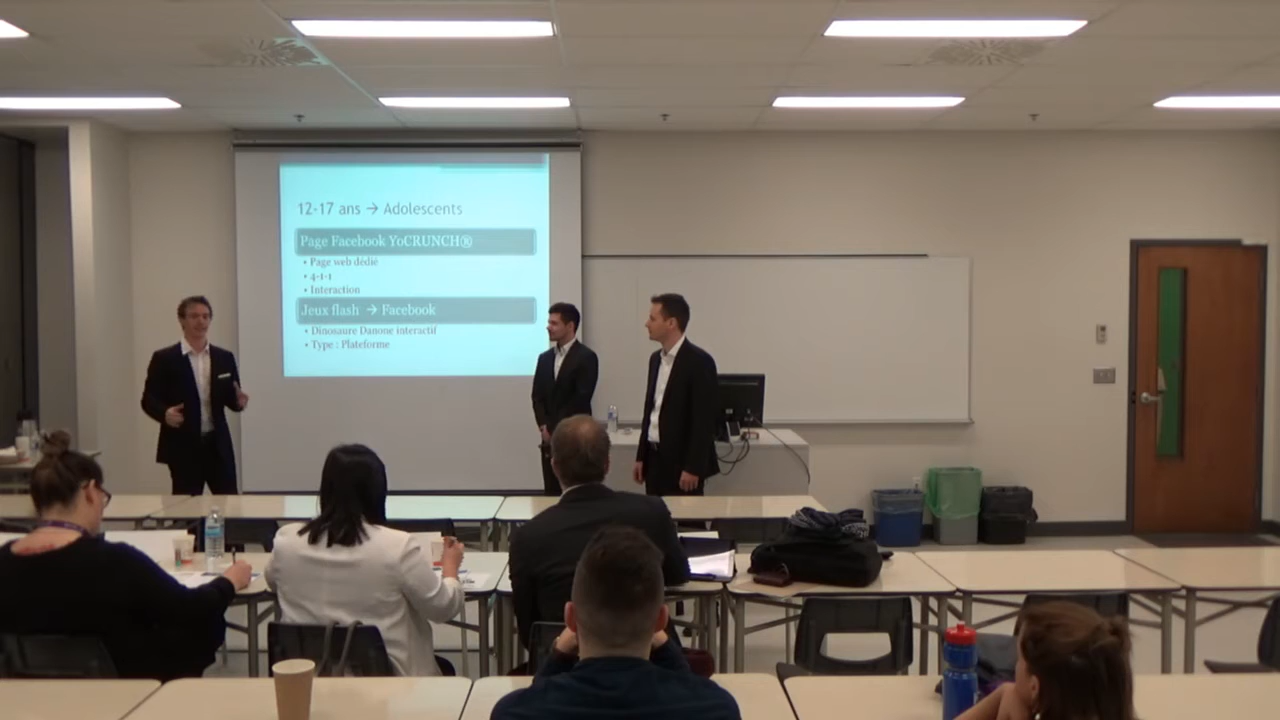 12-17 ans → Adolescents
Page Facebook YoCRUNCH®
• Page web dédié
• 4-1-1
• Interaction
Jeux flash → Facebook
• Dinosaure Danone interactif
• Type : Plateforme